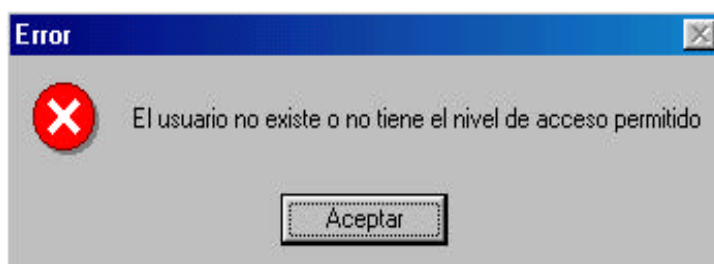 Error
El usuario no existe o no tiene el nivel de acceso permitido
Aceptar